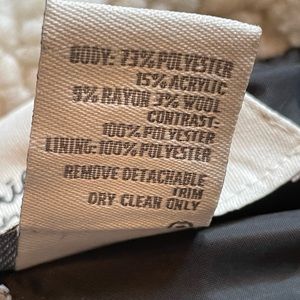 BODY: 73% POLYESTER
15% ACRYLIC
9% RAYON 3% WOOL
CONTRAST:
100% POLYESTER
LINING: 100% POLYESTER
REMOVE DETACHABLE
TRIM
DRY CLEAN ONLY